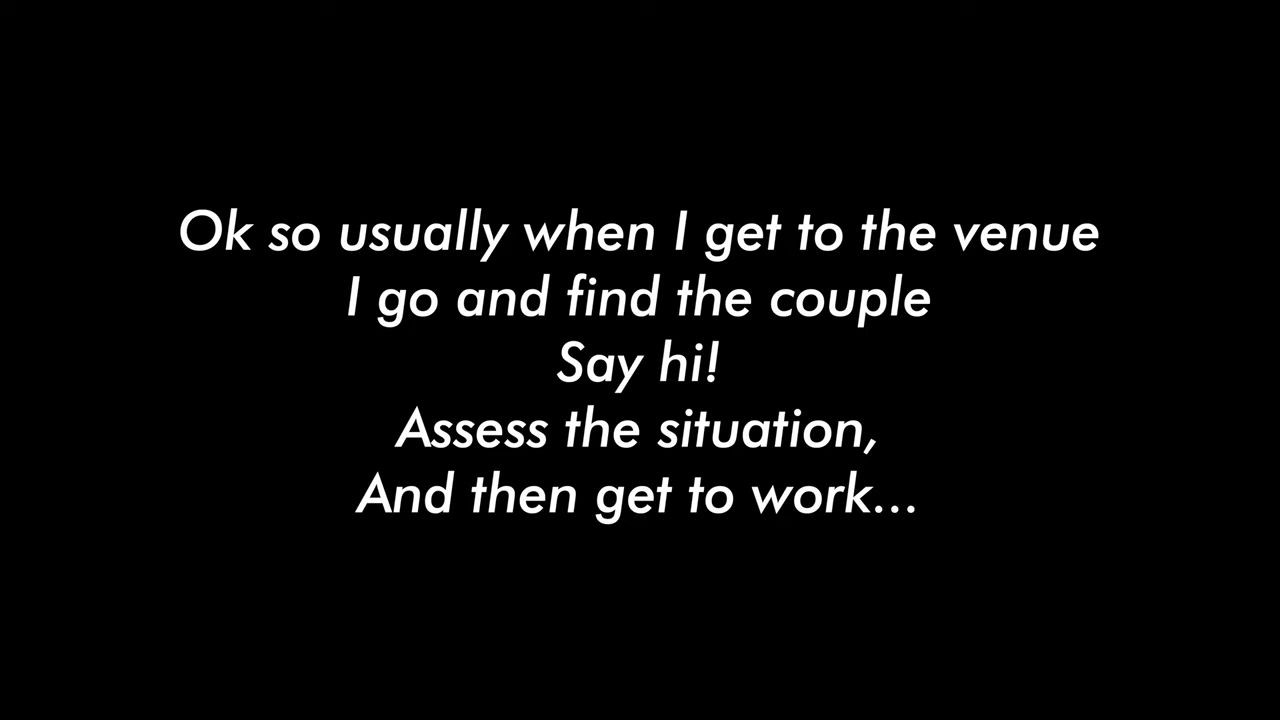 Ok so usually when I get to the venue
I go and find the couple
Say hi!
Assess the situation,
And then get to work...